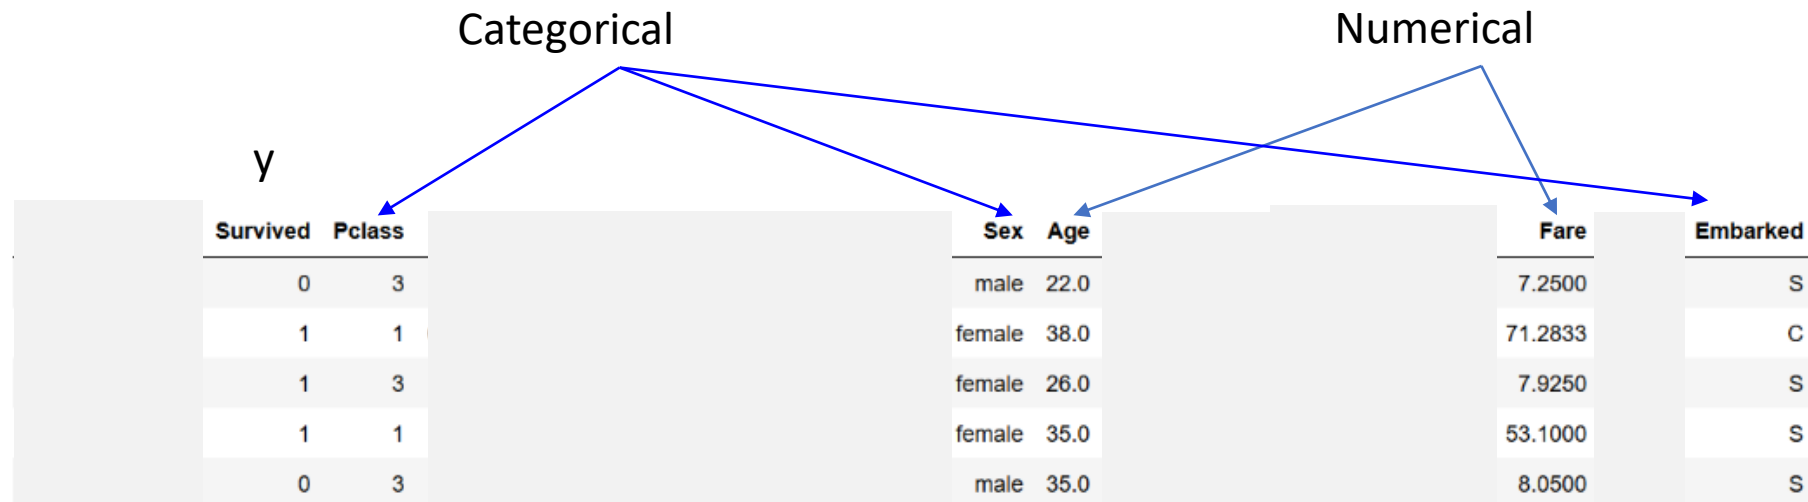 Categorical Numerical
y
Survived Pclass Sex Age Fare Embarked
0 3 male 22.0 7.2500 S
1 1 female 38.0 71.2833 C
1 3 female 26.0 7.9250 S
1 1 female 35.0 53.1000 S
0 3 male 35.0 8.0500 S